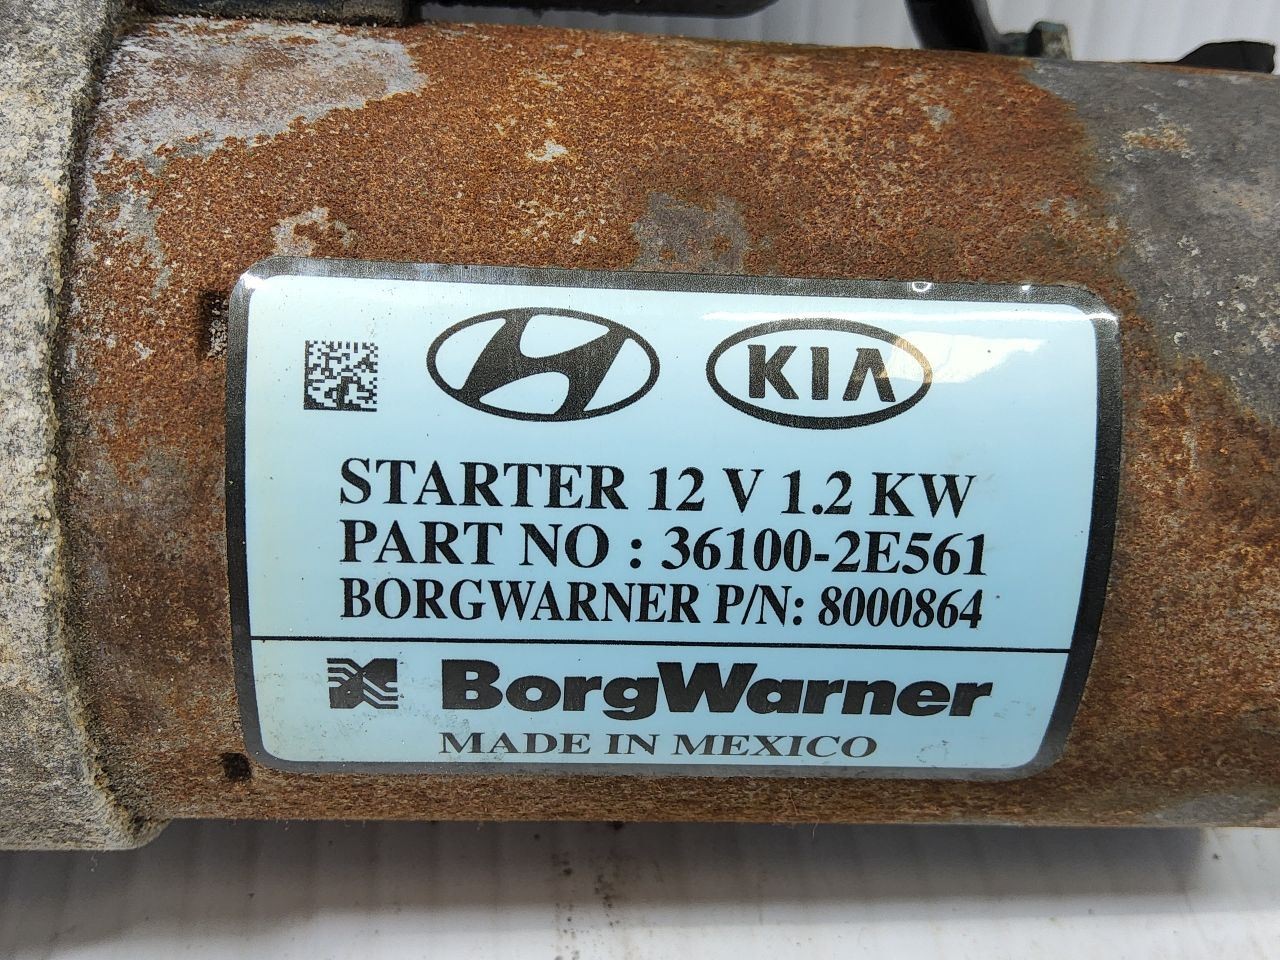 KIA
STARTER 12 V 1.2 KW
PART NO : 36100-2E561
BORGWARNER P/N: 8000864
BorgWarner
MADE IN MEXICO